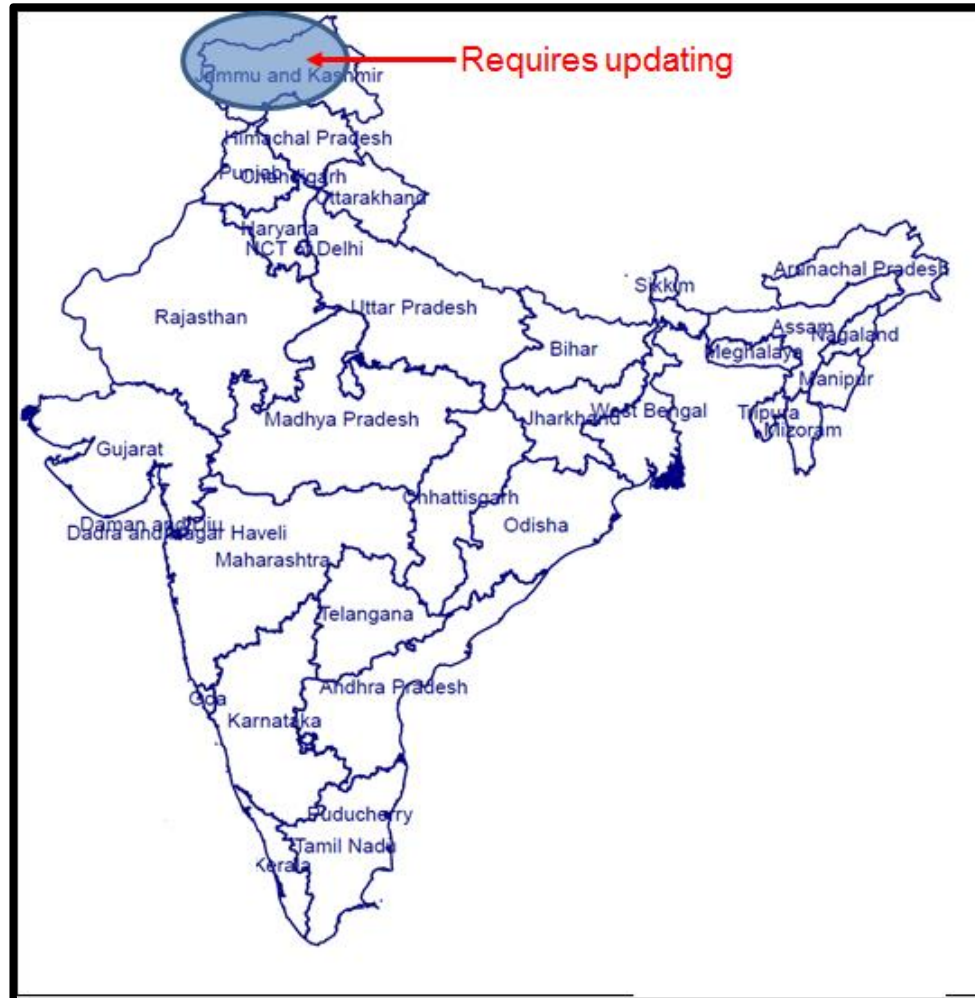 Requires updating
Jammu and Kashmir
Himachal Pradesh
Punjab
Chandigarh
Uttarakhand
Haryana
NCT of Delhi
Arunachal Pradesh
Sikkim
Rajasthan
Uttar Pradesh
Assam
Nagaland
Bihar
Meghalaya
Manipur
Madhya Pradesh
Jharkhand
West Bengal
Tripura
Mizoram
Gujarat
Chhattisgarh
Odisha
Daman and Diu
Dadra and Nagar Haveli
Maharashtra
Telangana
Andhra Pradesh
Goa
Karnataka
Puducherry
Tamil Nadu
Kerala